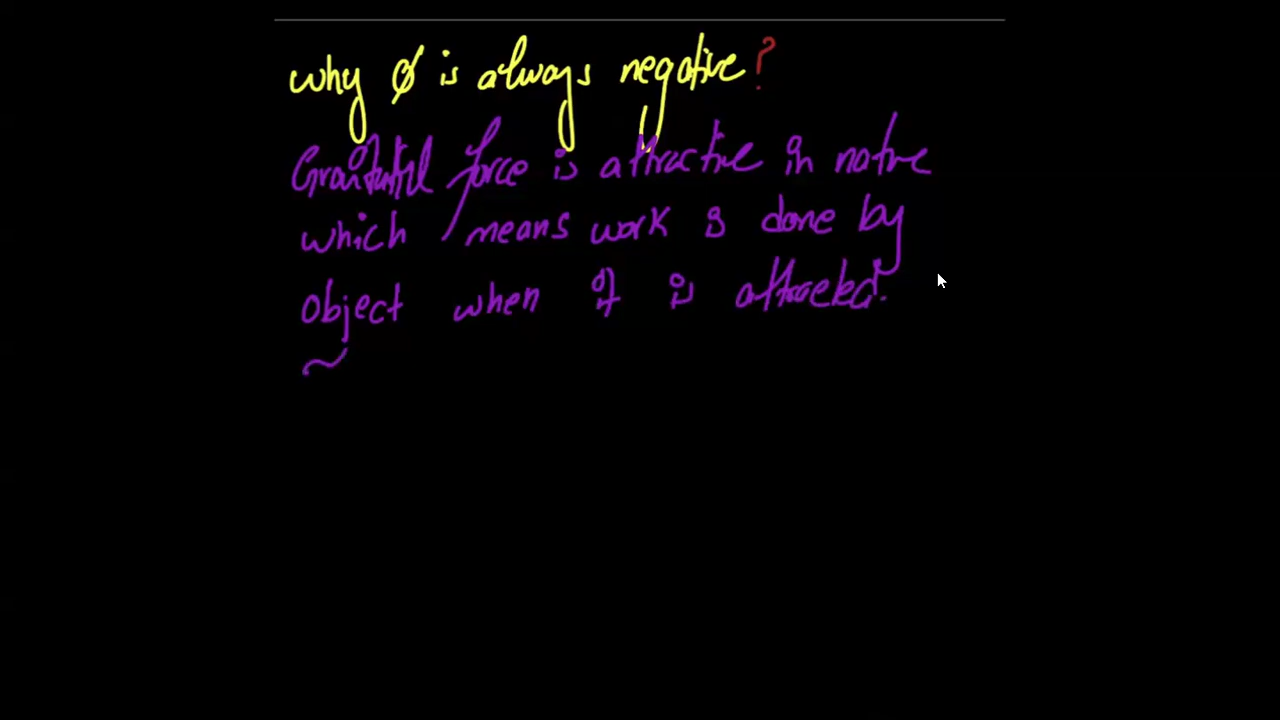 why ϕ is always negative?
Gravitational force is attractive in nature
which means work is done by
object when it is attracted.